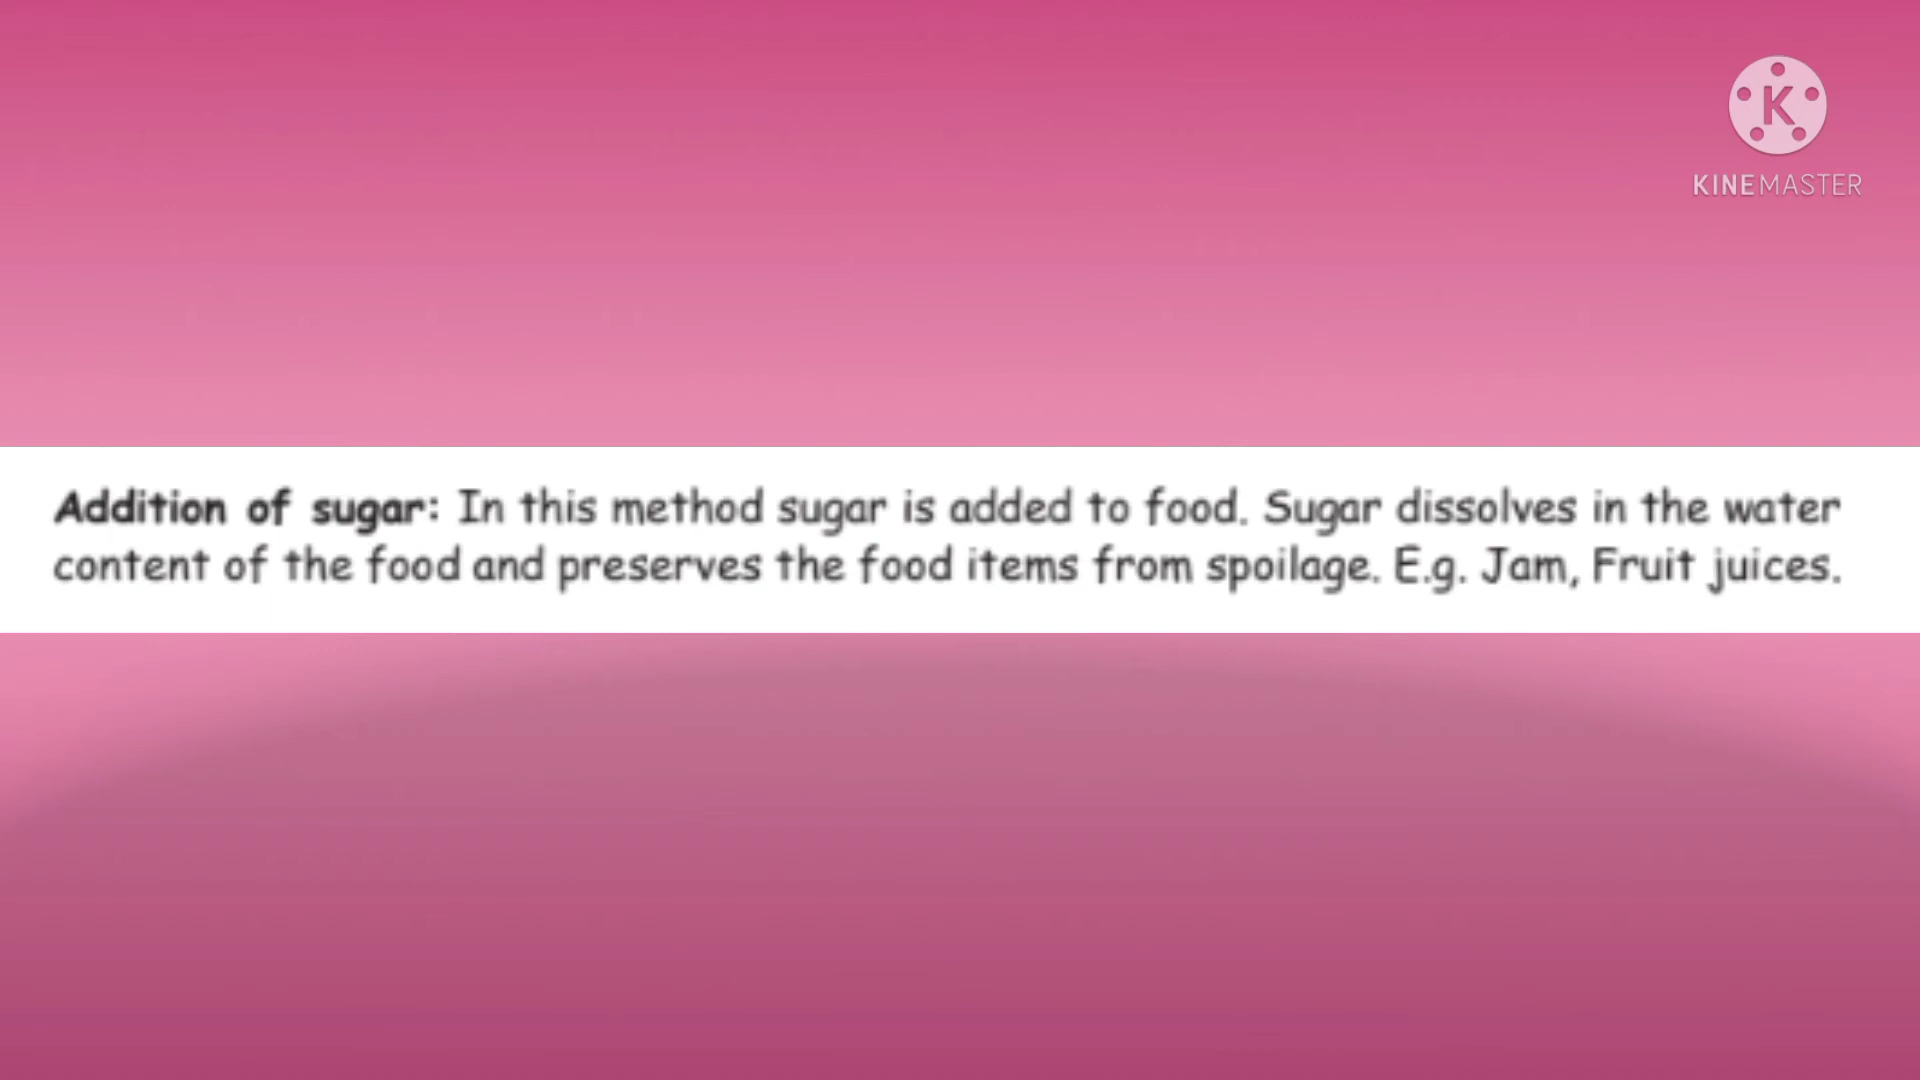 K
KINEMASTER
Addition of sugar: In this method sugar is added to food. Sugar dissolves in the water
content of the food and preserves the food items from spoilage. E.g. Jam, Fruit juices.